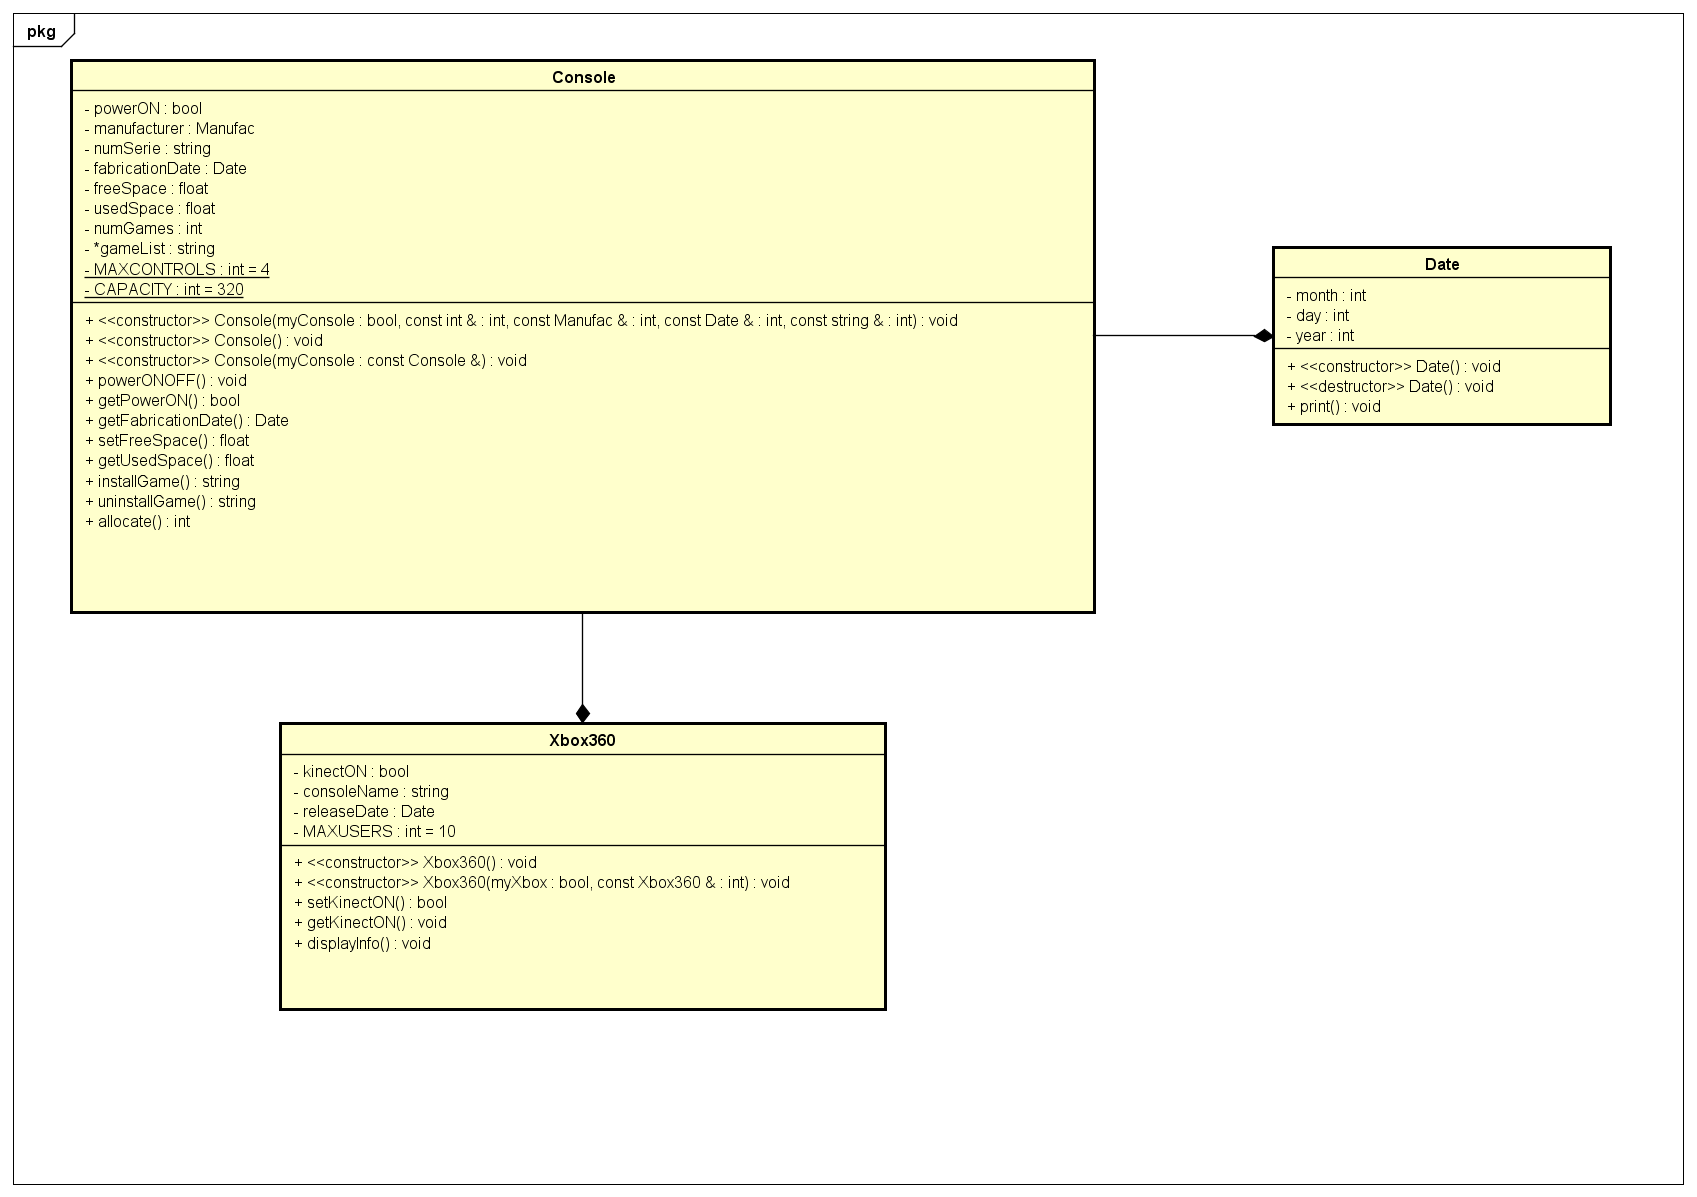 pkg
Console
- powerON : bool
- manufacturer : Manufac
- numSerie : string
- fabricationDate : Date
- freeSpace : float
- usedSpace : float
- numGames : int
- *gameList : string
- MAXCONTROLS : int = 4
- CAPACITY : int = 320
+ <<constructor>> Console(myConsole : bool, const int & : int, const Manufac & : int, const Date & : int, const string & : int) : void
+ <<constructor>> Console() : void
+ <<constructor>> Console(myConsole : const Console &) : void
+ powerONOFF() : void
+ getPowerON() : bool
+ getFabricationDate() : Date
+ setFreeSpace() : float
+ getUsedSpace() : float
+ installGame() : string
+ uninstallGame() : string
+ allocate() : int
Date
- month : int
- day : int
- year : int
+ <<constructor>> Date() : void
+ <<destructor>> Date() : void
+ print() : void
Xbox360
- kinectON : bool
- consoleName : string
- releaseDate : Date
- MAXUSERS : int = 10
+ <<constructor>> Xbox360() : void
+ <<constructor>> Xbox360(myXbox : bool, const Xbox360 & : int) : void
+ setKinectON() : bool
+ getKinectON() : void
+ displayInfo() : void